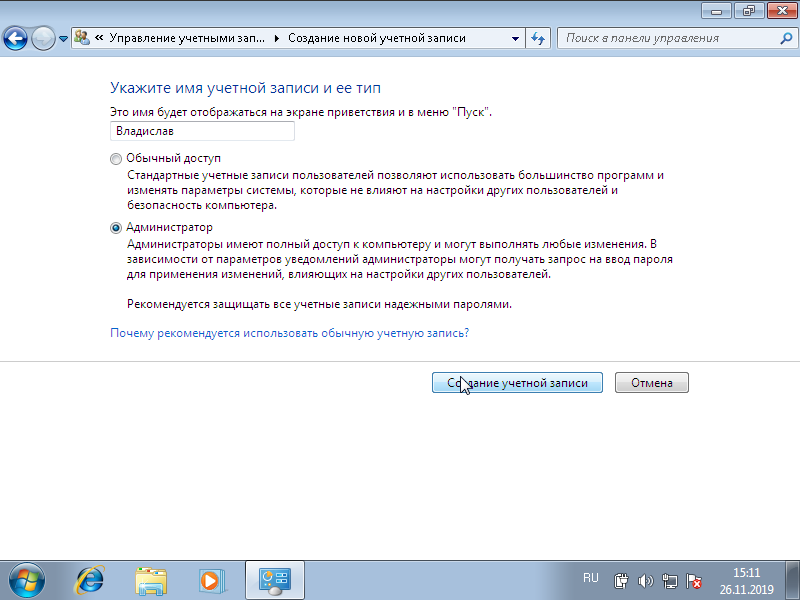 « Управление учетными зап... Создание новой учетной записи
Поиск в панели управления
Укажите имя учетной записи и ее тип
Это имя будет отображаться на экране приветствия и в меню "Пуск".
Владислав
Обычный доступ
Стандартные учетные записи пользователей позволяют использовать большинство программ и
изменять параметры системы, которые не влияют на настройки других пользователей и
безопасность компьютера.
Администратор
Администраторы имеют полный доступ к компьютеру и могут выполнять любые изменения. В
зависимости от параметров уведомлений администраторы могут получать запрос на ввод пароля
для применения изменений, влияющих на настройки других пользователей.
Рекомендуется защищать все учетные записи надежными паролями.
Почему рекомендуется использовать обычную учетную запись?
Создание учетной записи
Отмена
RU
15:11
26.11.2019